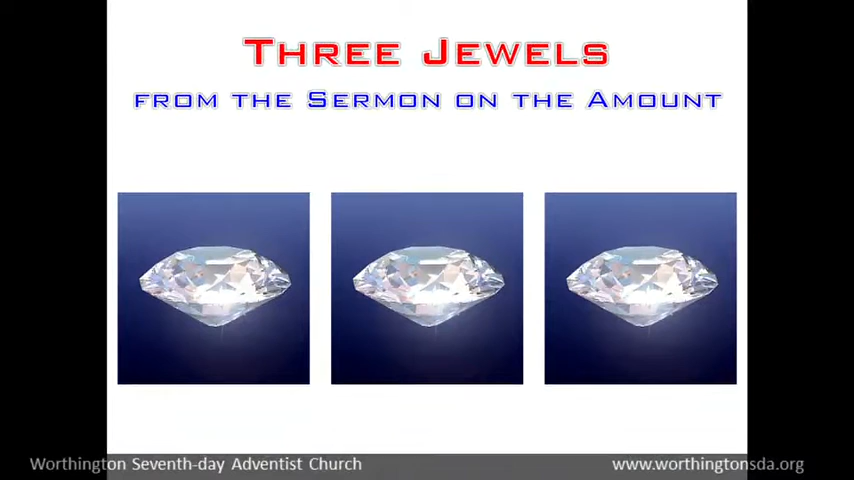 Three Jewels
from the Sermon on the Amount
Worthington Seventh-day Adventist Church
www.worthingtonsda.org